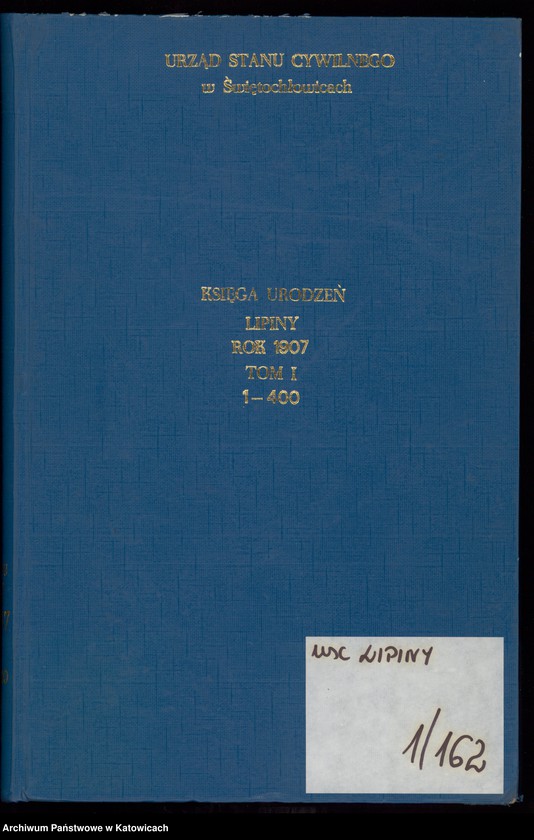 URZĄD STANU CYWILNEGO
w Świętochłowicach
KSIĘGA URODZEŃ
LIPINY
ROK 1907
TOM I
1-400
USC LIPINY
1/162
Archiwum Państwowe w Katowicach